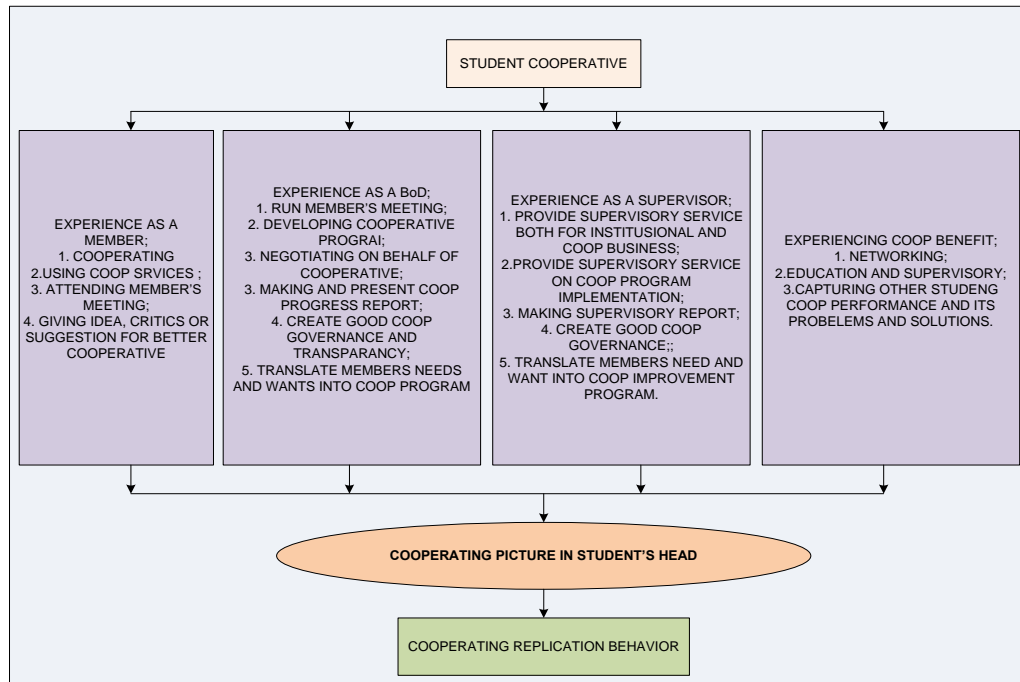 STUDENT COOPERATIVE
EXPERIENCE AS A
MEMBER;
1. COOPERATING
2.USING COOP SRVICES ;
3. ATTENDING MEMBER'S
MEETING;
4. GIVING IDEA, CRITICS OR
SUGGESTION FOR BETTER
COOPERATIVE
EXPERIENCE AS A BoD;
1. RUN MEMBER'S MEETING;
2. DEVELOPING COOPERATIVE
PROGRAI;
3. NEGOTIATING ON BEHALF OF
COOPERATIVE;
3. MAKING AND PRESENT COOP
PROGRESS REPORT;
4. CREATE GOOD COOP
GOVERNANCE AND
TRANSPARANCY;
5. TRANSLATE MEMBERS NEEDS
AND WANTS INTO COOP PROGRAM
EXPERIENCE AS A SUPERVISOR;
1. PROVIDE SUPERVISORY SERVICE
BOTH FOR INSTITUTIONAL AND
COOP BUSINESS;
2.PROVIDE SUPERVISORY SERVICE
ON COOP PROGRAM
IMPLEMENTATION;
3. MAKING SUPERVISORY REPORT;
4. CREATE GOOD COOP
GOVERNANCE;;
5. TRANSLATE MEMBERS NEED AND
WANT INTO COOP IMPROVEMENT
PROGRAM.
EXPERIENCING COOP BENEFIT;
1. NETWORKING;
2.EDUCATION AND SUPERVISORY;
3.CAPTURING OTHER STUDENG
COOP PERFORMANCE AND ITS
PROBELEMS AND SOLUTIONS.
COOPERATING PICTURE IN STUDENT'S HEAD
COOPERATING REPLICATION BEHAVIOR